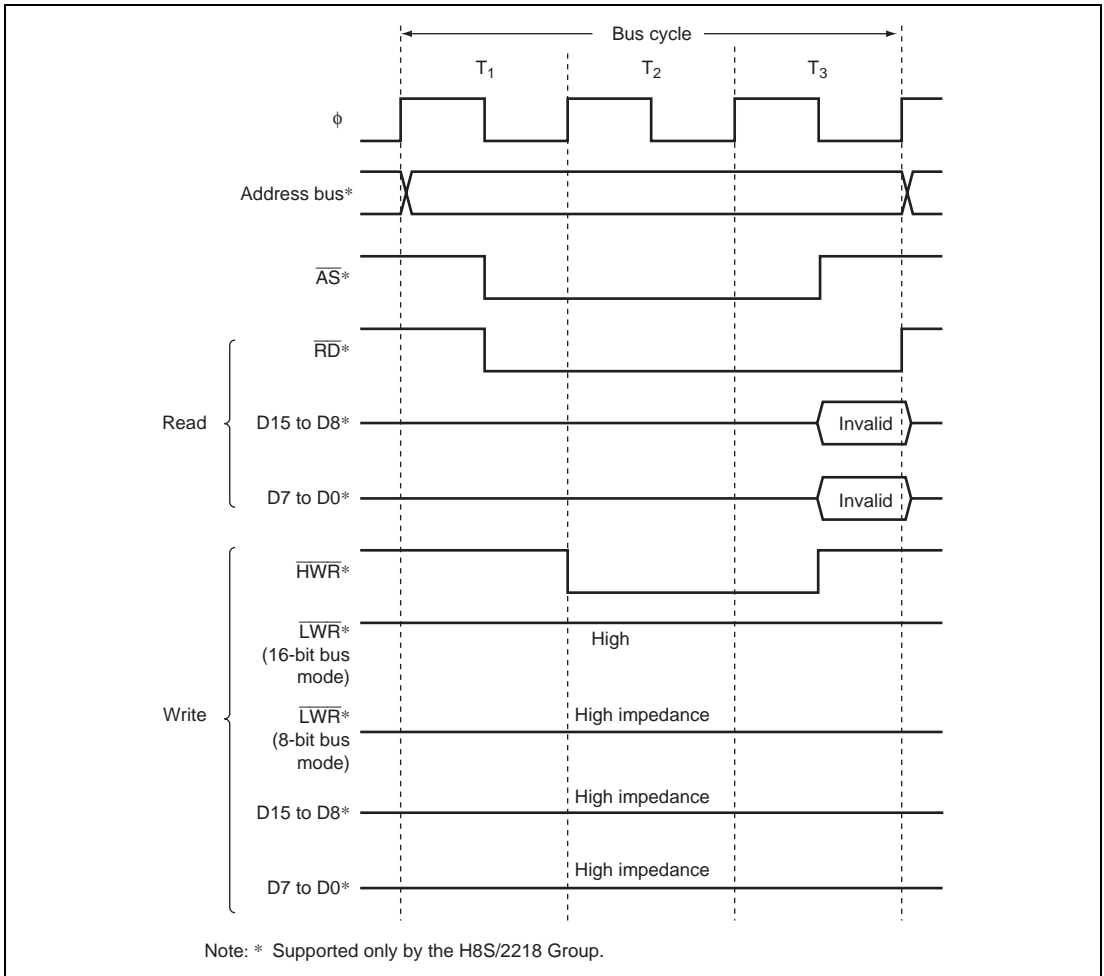 Bus cycle
T1 T2 T3
ϕ
Address bus*
AS*
RD*
Read
D15 to D8*
Invalid
D7 to D0*
Invalid
HWR*
LWR*
(16-bit bus
mode)
High
Write
LWR*
(8-bit bus
mode)
High impedance
D15 to D8*
High impedance
D7 to D0*
High impedance
Note: * Supported only by the H8S/2218 Group.